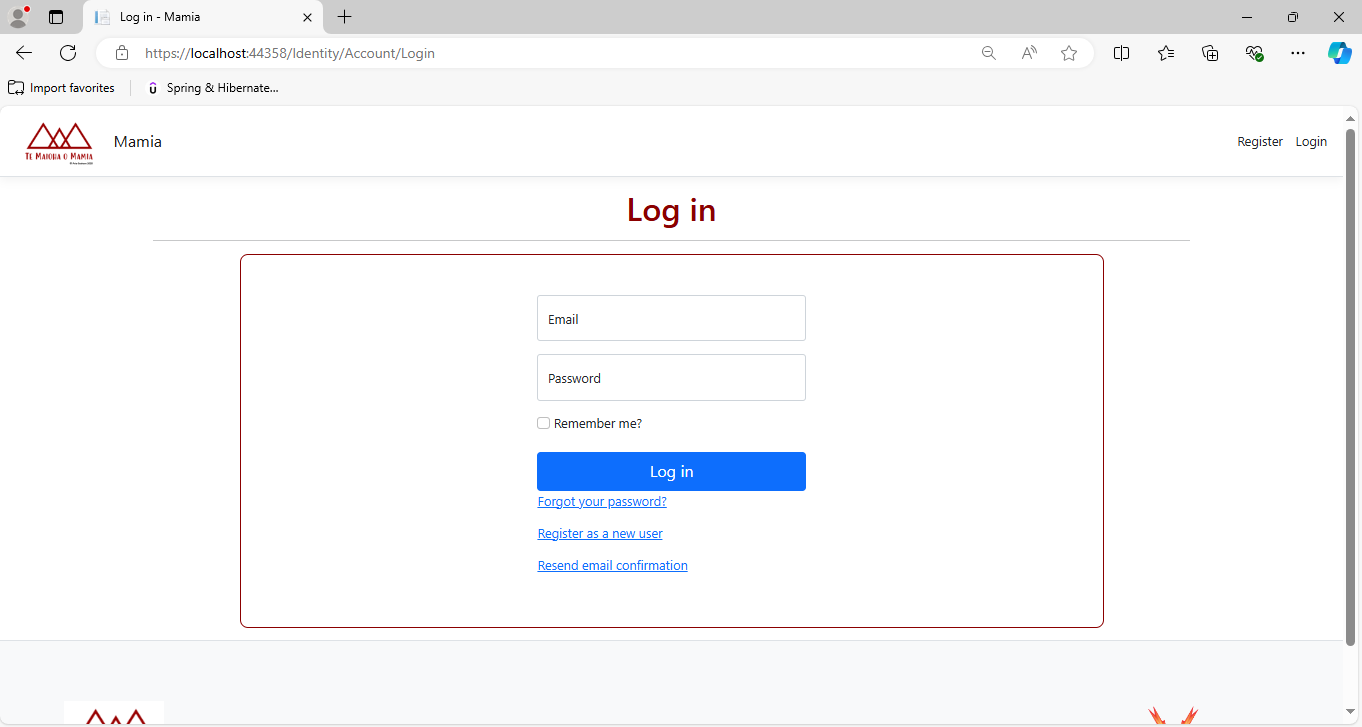 Log in - Mamia
https://localhost:44358/Identity/Account/Login
Import favorites
Spring & Hibernate...
TE MAIOHA O MAMIA
Mamia
Register
Login
Log in
Email
Password
Remember me?
Log in
Forgot your password?
Register as a new user
Resend email confirmation